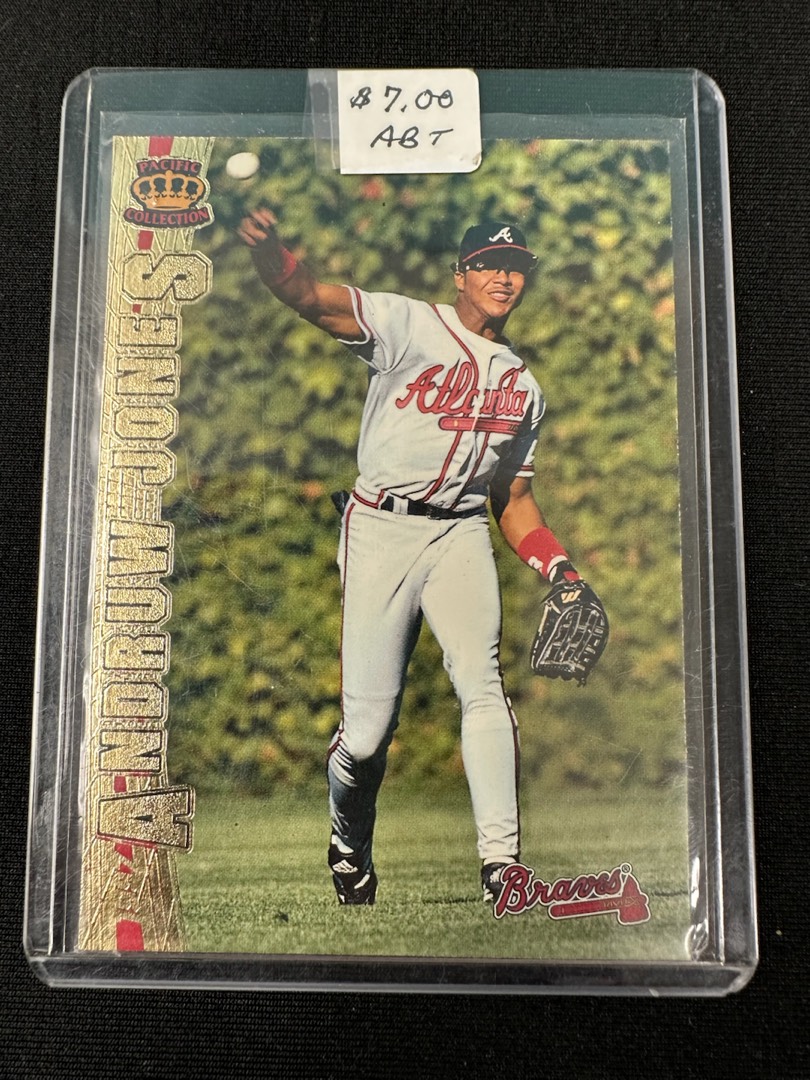 $7.00
ABT
PACIFIC
COLLECTION
ANDRUW JONES
A
Atlanta
Braves®